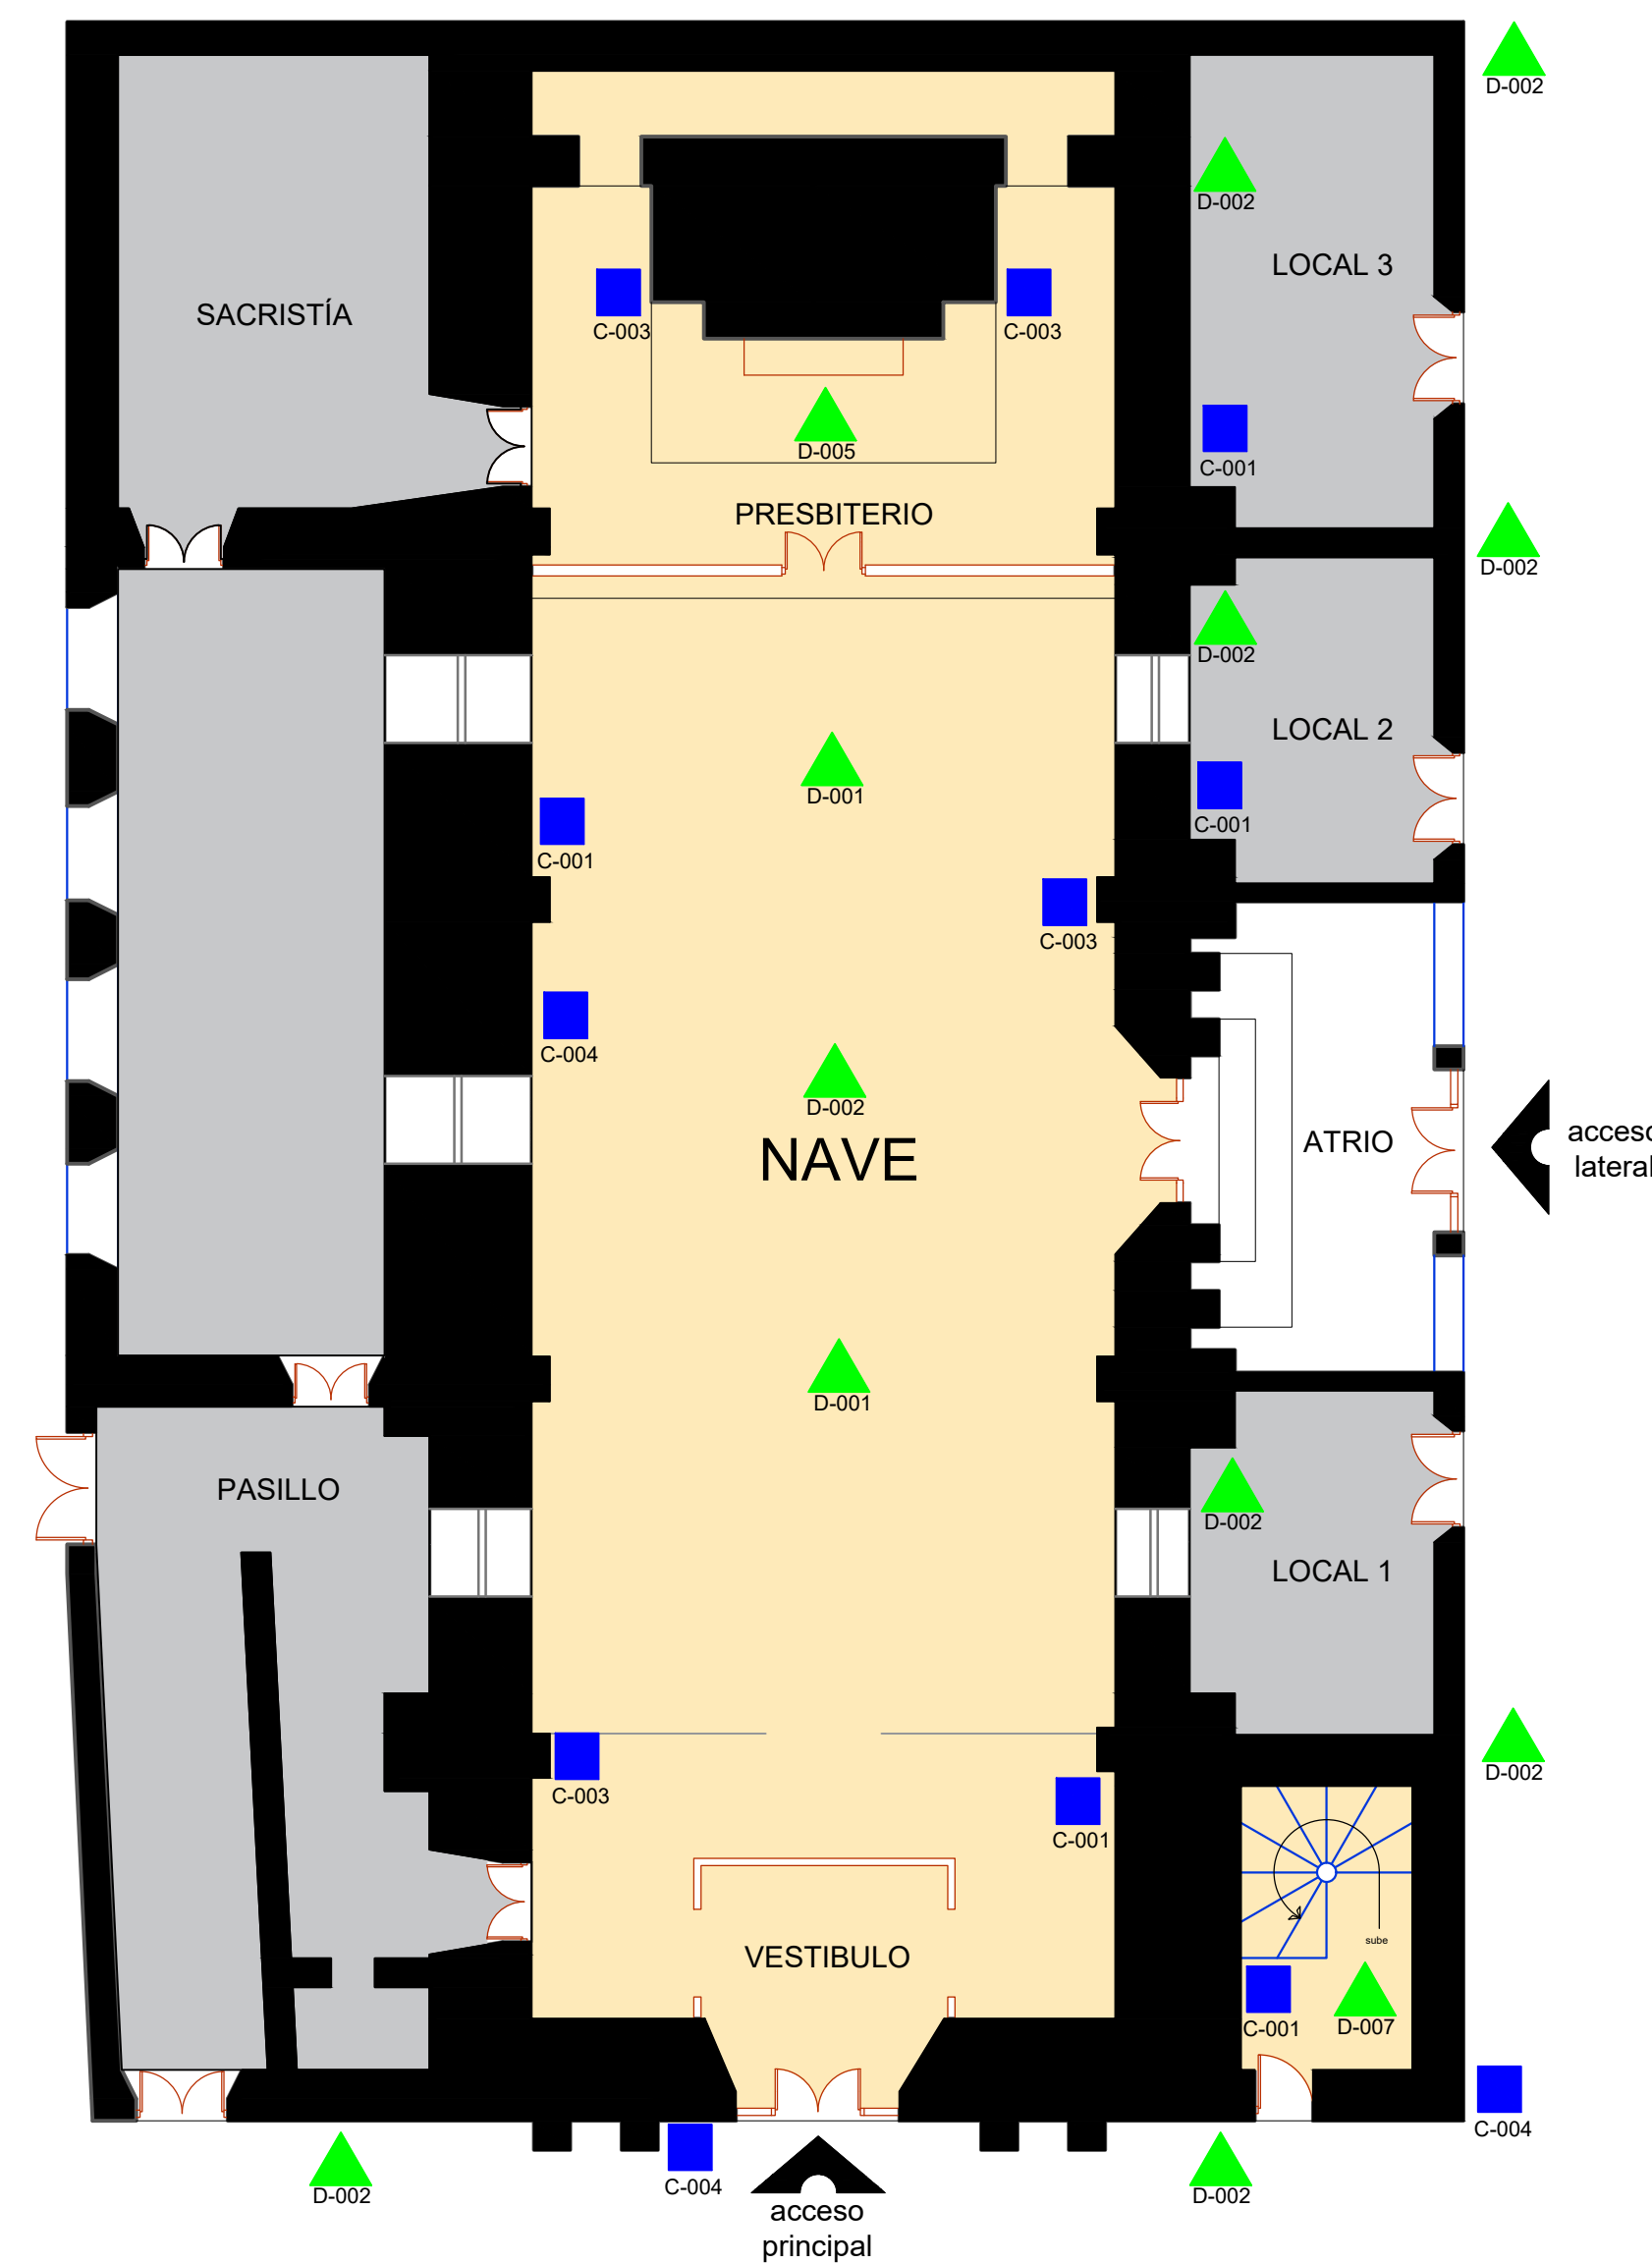 D-002
D-002
LOCAL 3
SACRISTÍA
C-003
C-003
D-005
C-001
PRESBITERIO
D-002
D-002
LOCAL 2
D-001
C-001
C-001
C-003
C-004
D-002
NAVE
ATRIO
acceso
lateral
D-001
PASILLO
D-002
LOCAL 1
D-002
C-003
C-001
sube
VESTIBULO
C-001
D-007
C-004
C-004
D-002
D-002
acceso
principal